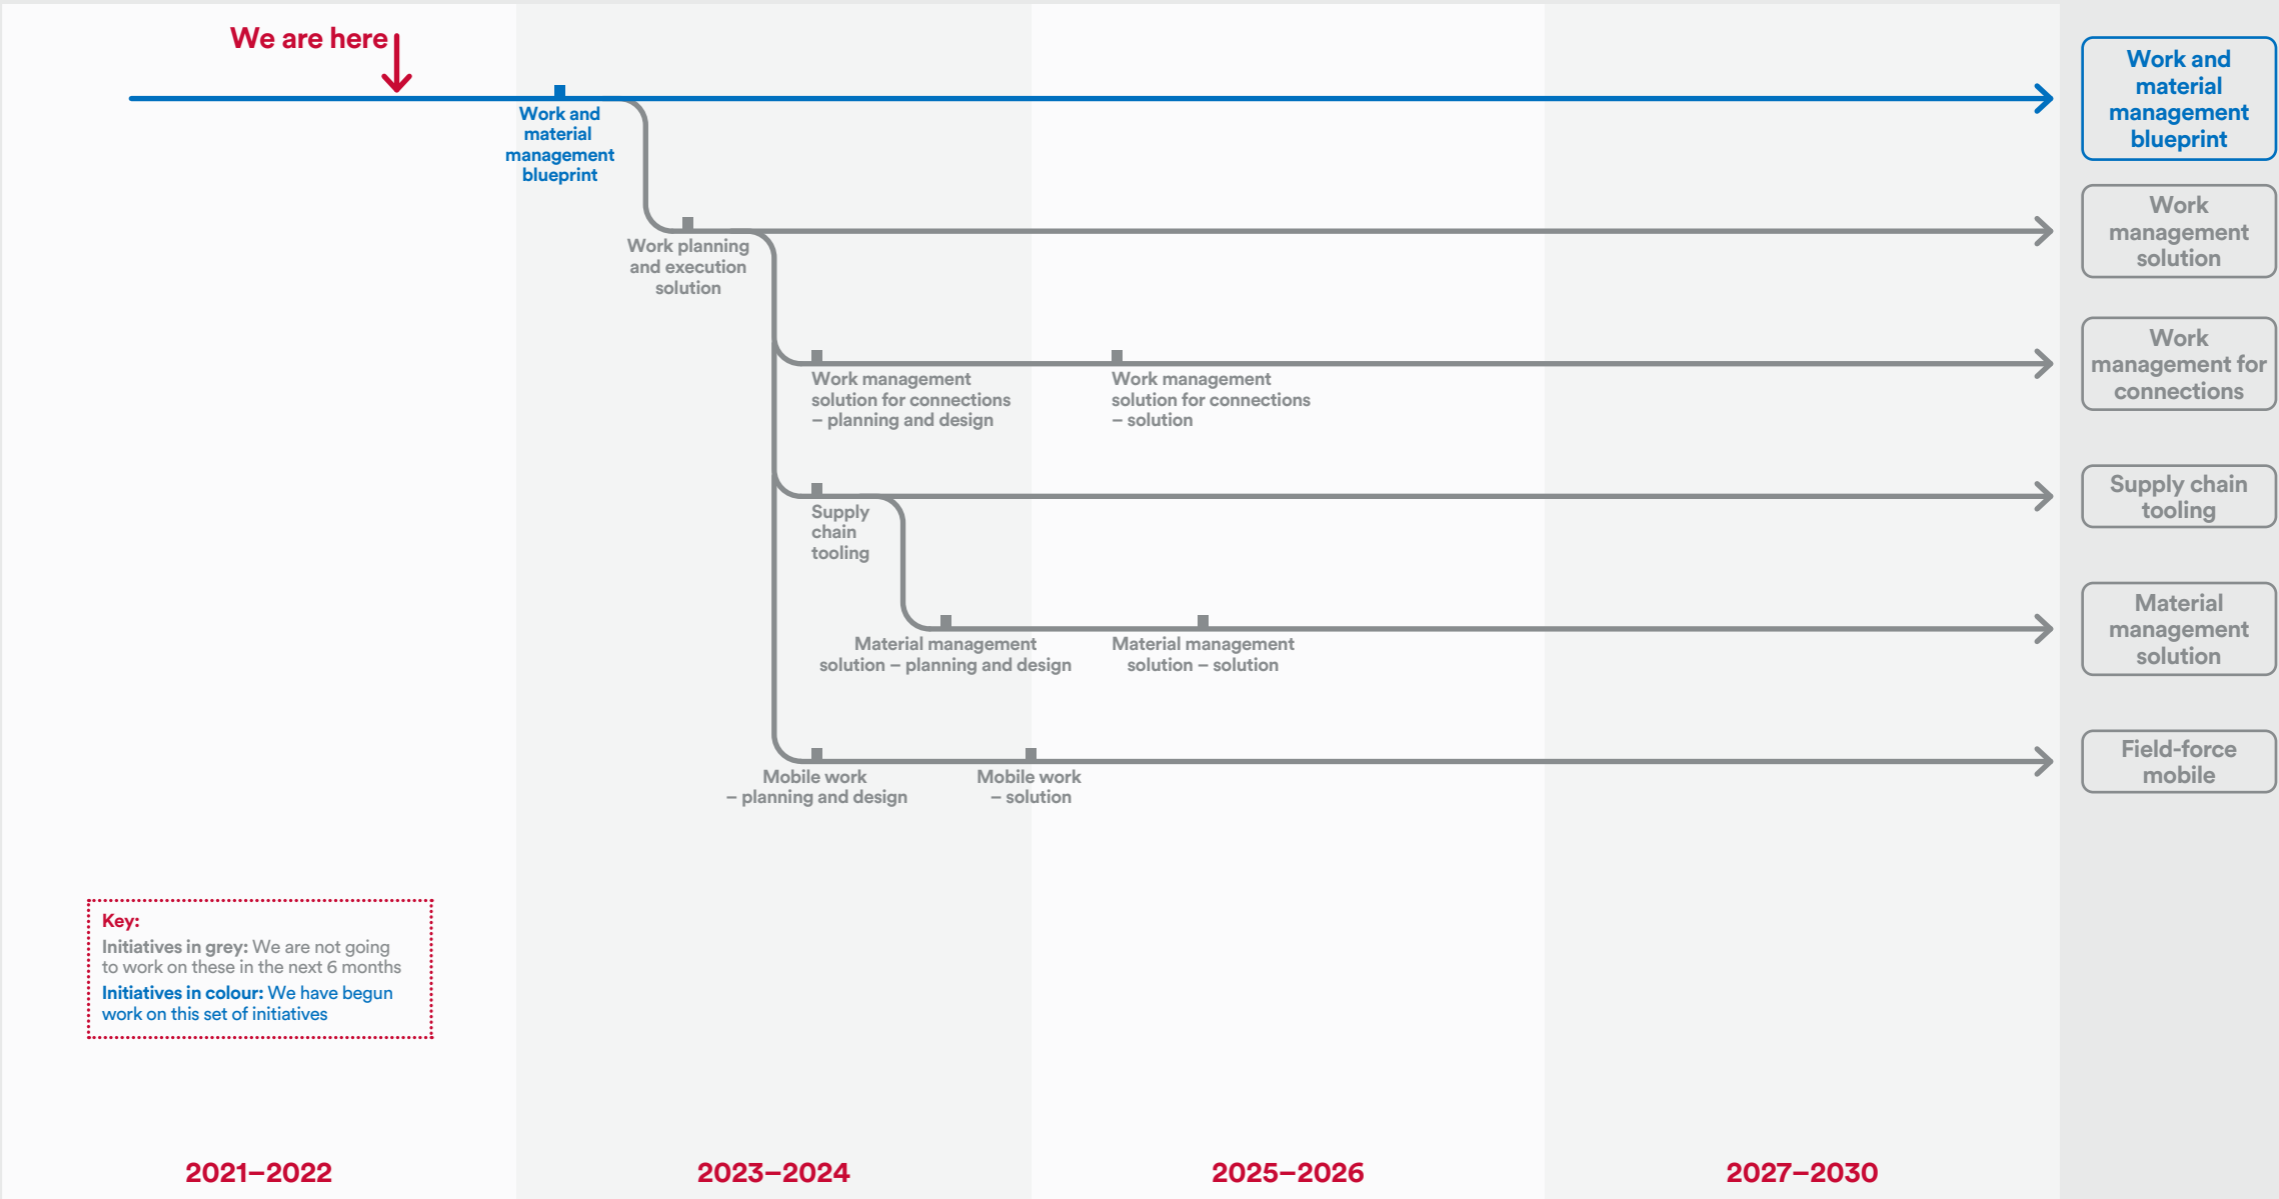 We are here
Work and
material
management
blueprint
Work and
material
management
blueprint
Work planning
and execution
solution
Work
management
solution
Work management
solution for connections
– planning and design
Work management
solution for connections
– solution
Work
management for
connections
Supply
chain
tooling
Supply chain
tooling
Material management
solution – planning and design
Material management
solution – solution
Material
management
solution
Mobile work
– planning and design
Mobile work
– solution
Field-force
mobile
Key:
Initiatives in grey: We are not going
to work on these in the next 6 months
Initiatives in colour: We have begun
work on this set of initiatives
2021–2022
2023–2024
2025–2026
2027–2030